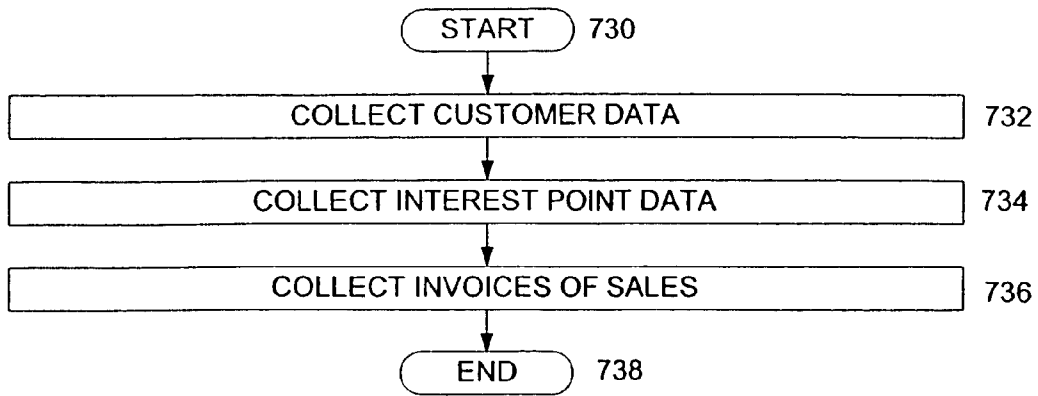 START 730
COLLECT CUSTOMER DATA 732
COLLECT INTEREST POINT DATA 734
COLLECT INVOICES OF SALES 736
END 738